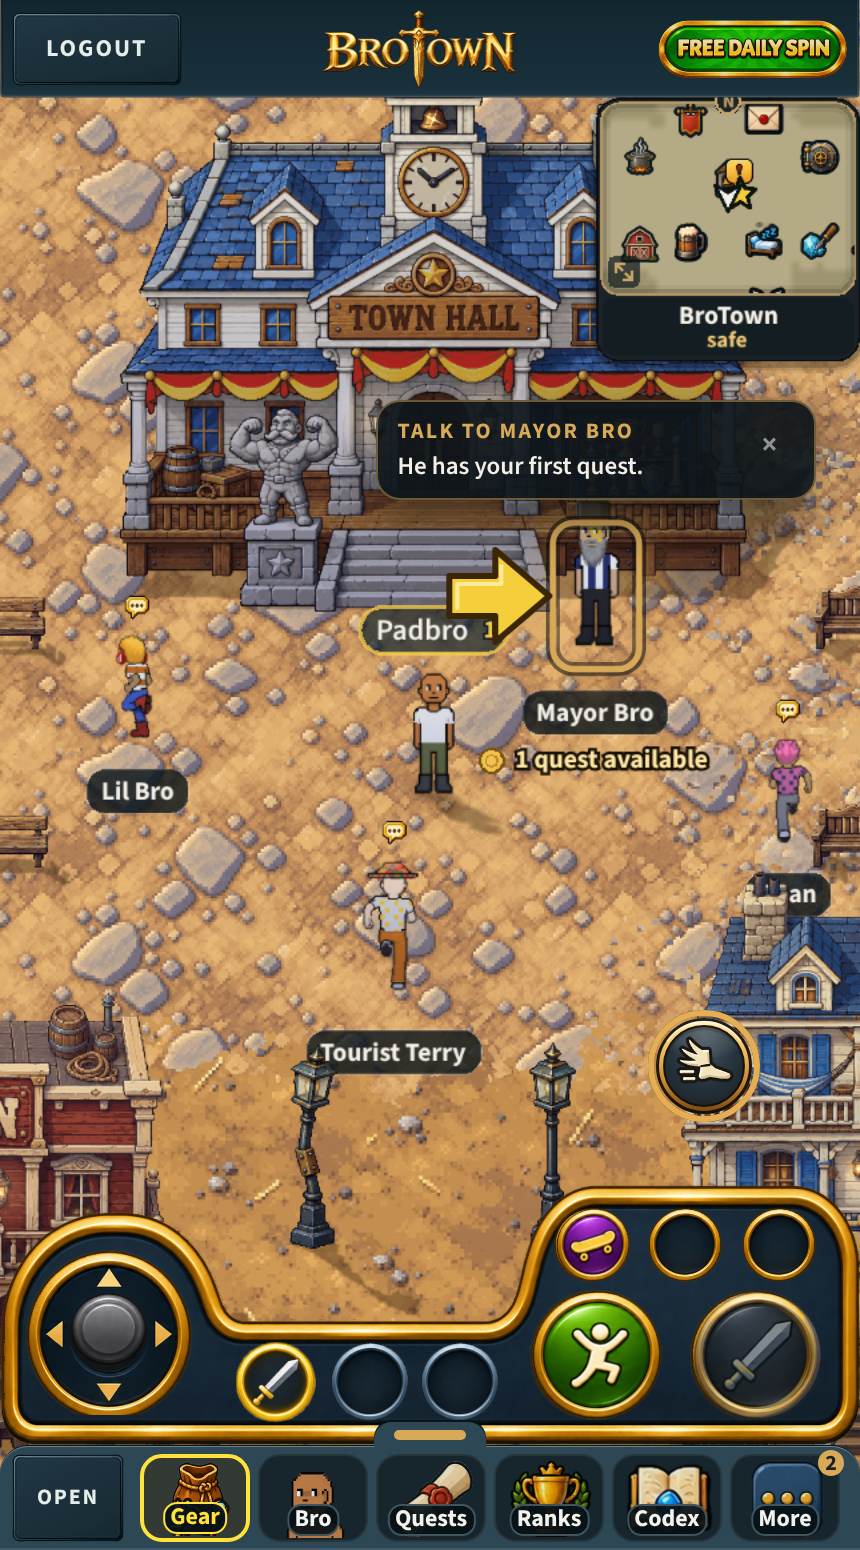 LOGOUT
BROTOWN
FREE DAILY SPIN
N
TOWN HALL
BroTown
safe
TALK TO MAYOR BRO
×
He has your first quest.
Padbro 1
Mayor Bro
1 quest available
Lil Bro
an
Tourist Terry
N
2
OPEN
Gear
Bro
Quests
Ranks
Codex
More